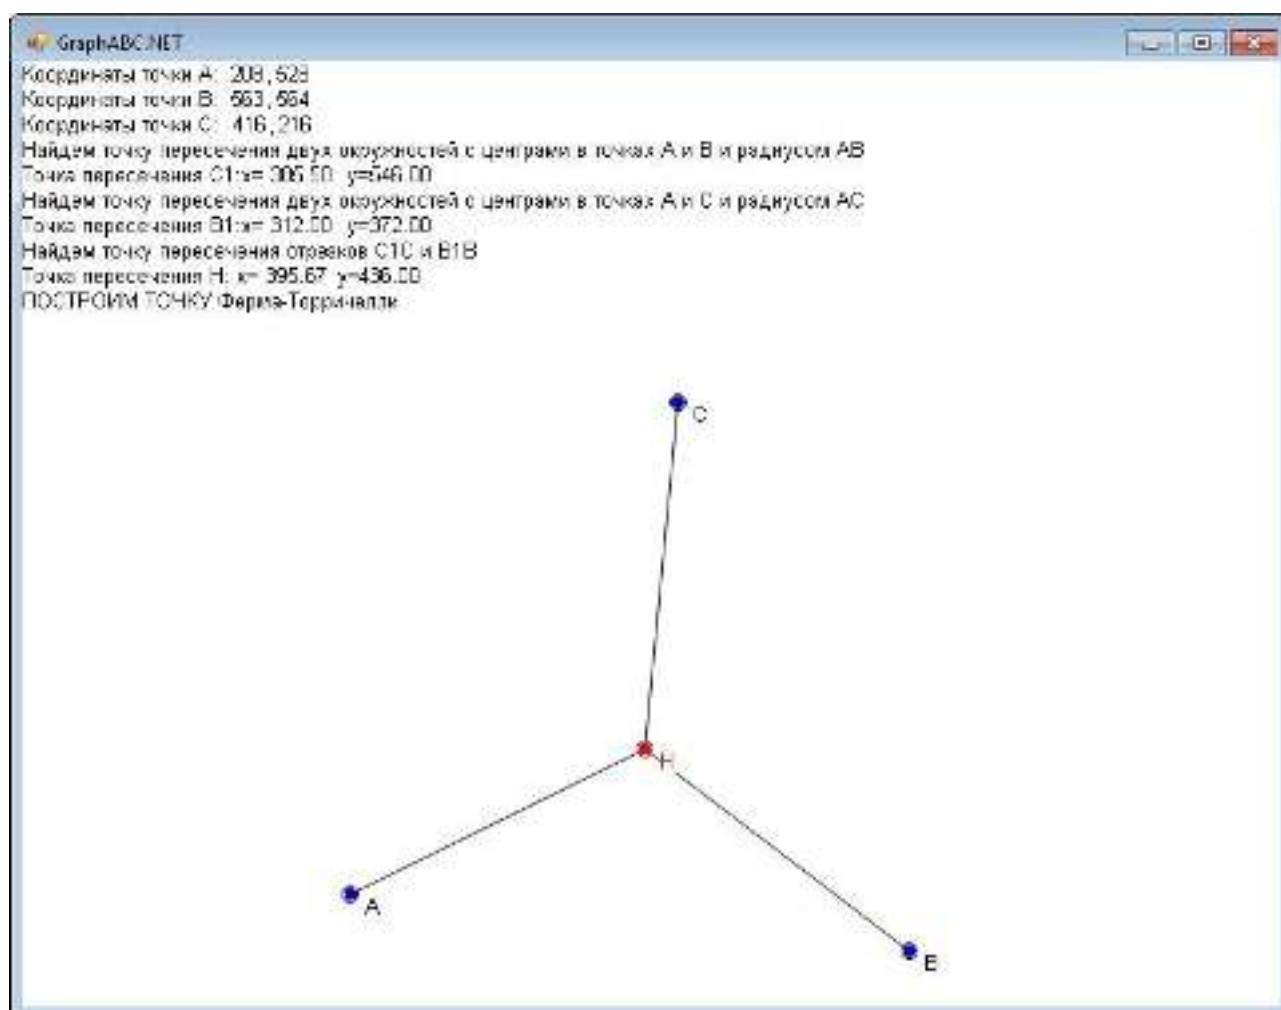 GraphABC.NET
Координаты точки A: 208,528
Координаты точки B: 563,564
Координаты точки C: 416,216
Найдем точку пересечения двух окружностей с центрами в точках A и B и радиусом AB
Точка пересечения C1:x= 385.50 y=546.00
Найдем точку пересечения двух окружностей с центрами в точках A и C и радиусом AC
Точка пересечения B1:x= 312.00 y=372.00
Найдем точку пересечения отрезков C1C и B1B
Точка пересечения H: x= 395.67 y=436.00
ПОСТРОИМ ТОЧКУ Ферма-Торричелли
C
H
A
B